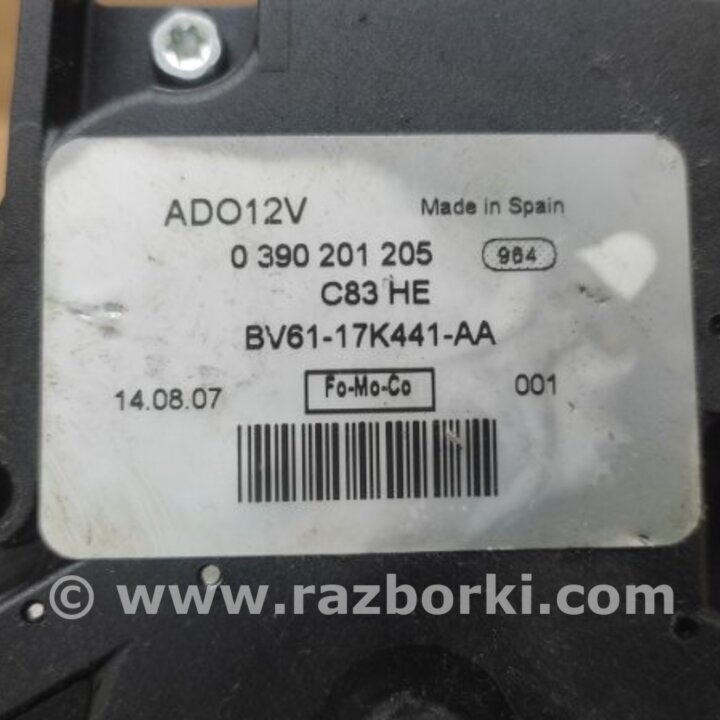 ADO12V Made in Spain
0 390 201 205 964
C83 HE
BV61-17K441-AA
14.08.07 Fo-Mo-Co 001
© www.razborki.com